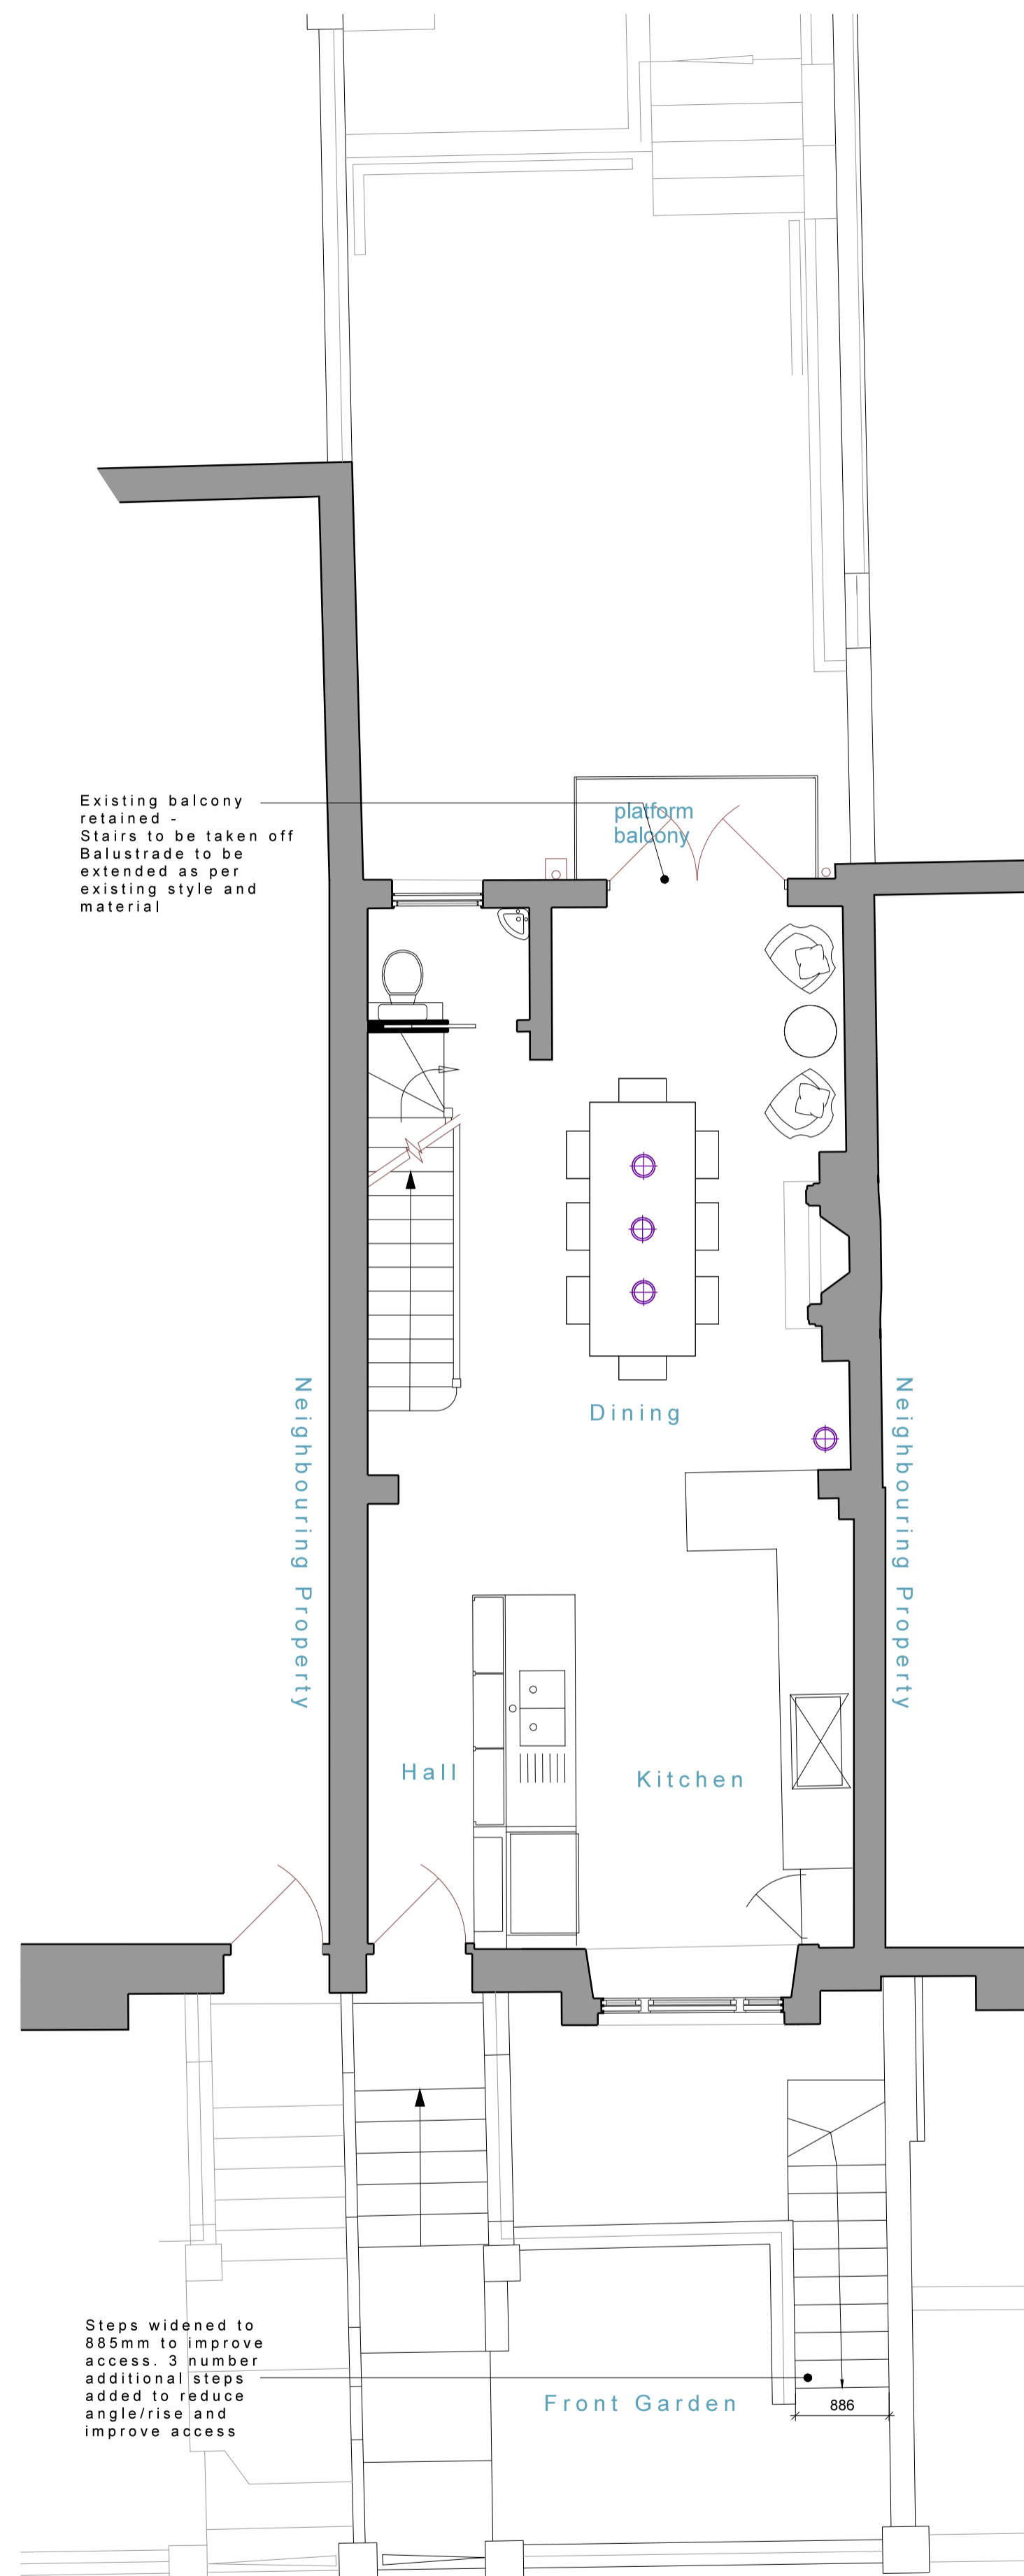 Existing balcony
retained -
Stairs to be taken off
Balustrade to be
extended as per
existing style and
material
platform
balcony
Dining
Neighbouring Property
Neighbouring Property
Hall
Kitchen
Steps widened to
885mm to improve
access. 3 number
additional steps
added to reduce
angle/rise and
improve access
Front Garden
886